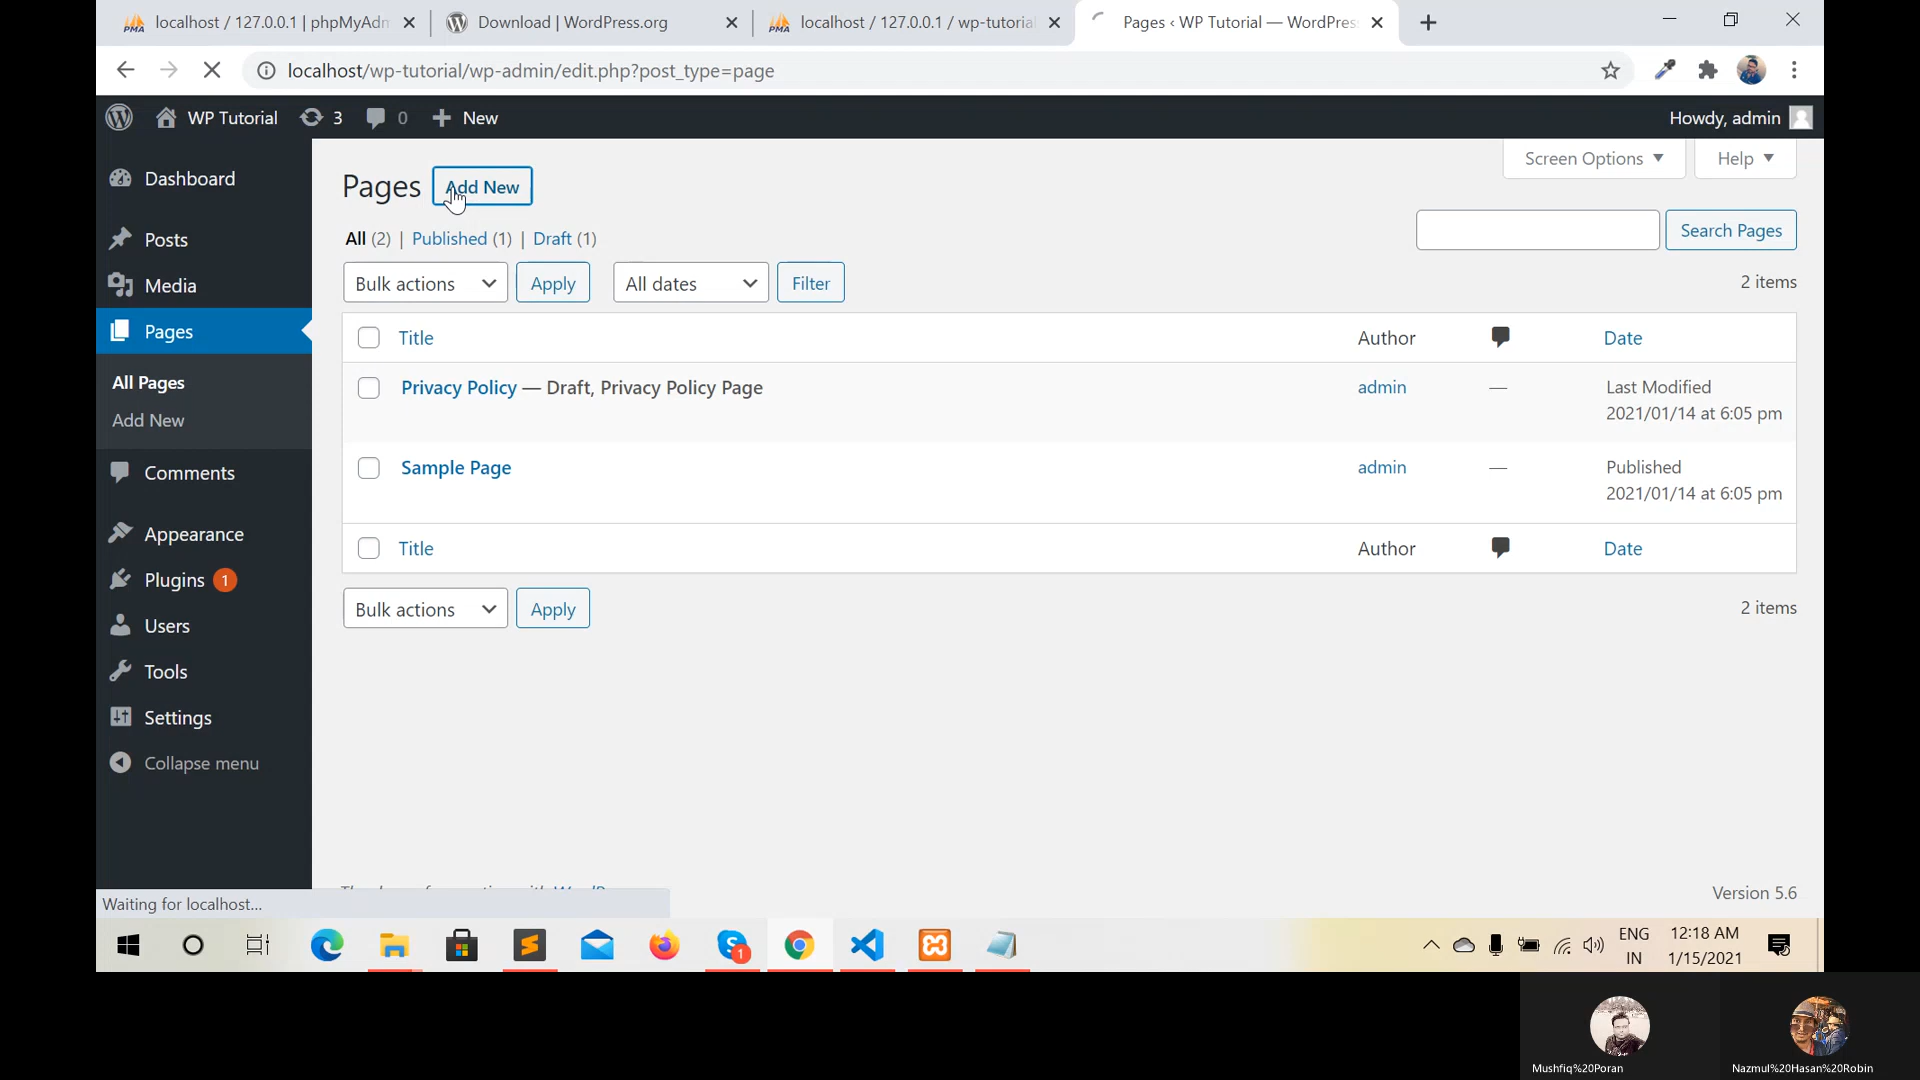 localhost / 127.0.0.1 | phpMyAdm
Download | WordPress.org
localhost / 127.0.0.1 / wp-tutorial
Pages ‹ WP Tutorial — WordPress
localhost/wp-tutorial/wp-admin/edit.php?post_type=page
WP Tutorial
3
0
New
Howdy, admin
Dashboard
Posts
Media
Pages
All Pages
Add New
Comments
Appearance
Plugins 1
Users
Tools
Settings
Collapse menu
Screen Options
Help
Pages
Add New
All (2) | Published (1) | Draft (1)
Search Pages
Bulk actions
Apply
All dates
Filter
2 items
Title
Author
Date
Privacy Policy — Draft, Privacy Policy Page
admin
—
Last Modified
2021/01/14 at 6:05 pm
Sample Page
admin
—
Published
2021/01/14 at 6:05 pm
Title
Author
Date
Bulk actions
Apply
2 items
Version 5.6
Waiting for localhost...
1
ENG
IN
12:18 AM
1/15/2021
Mushfiq%20Poran
Nazmul%20Hasan%20Robin